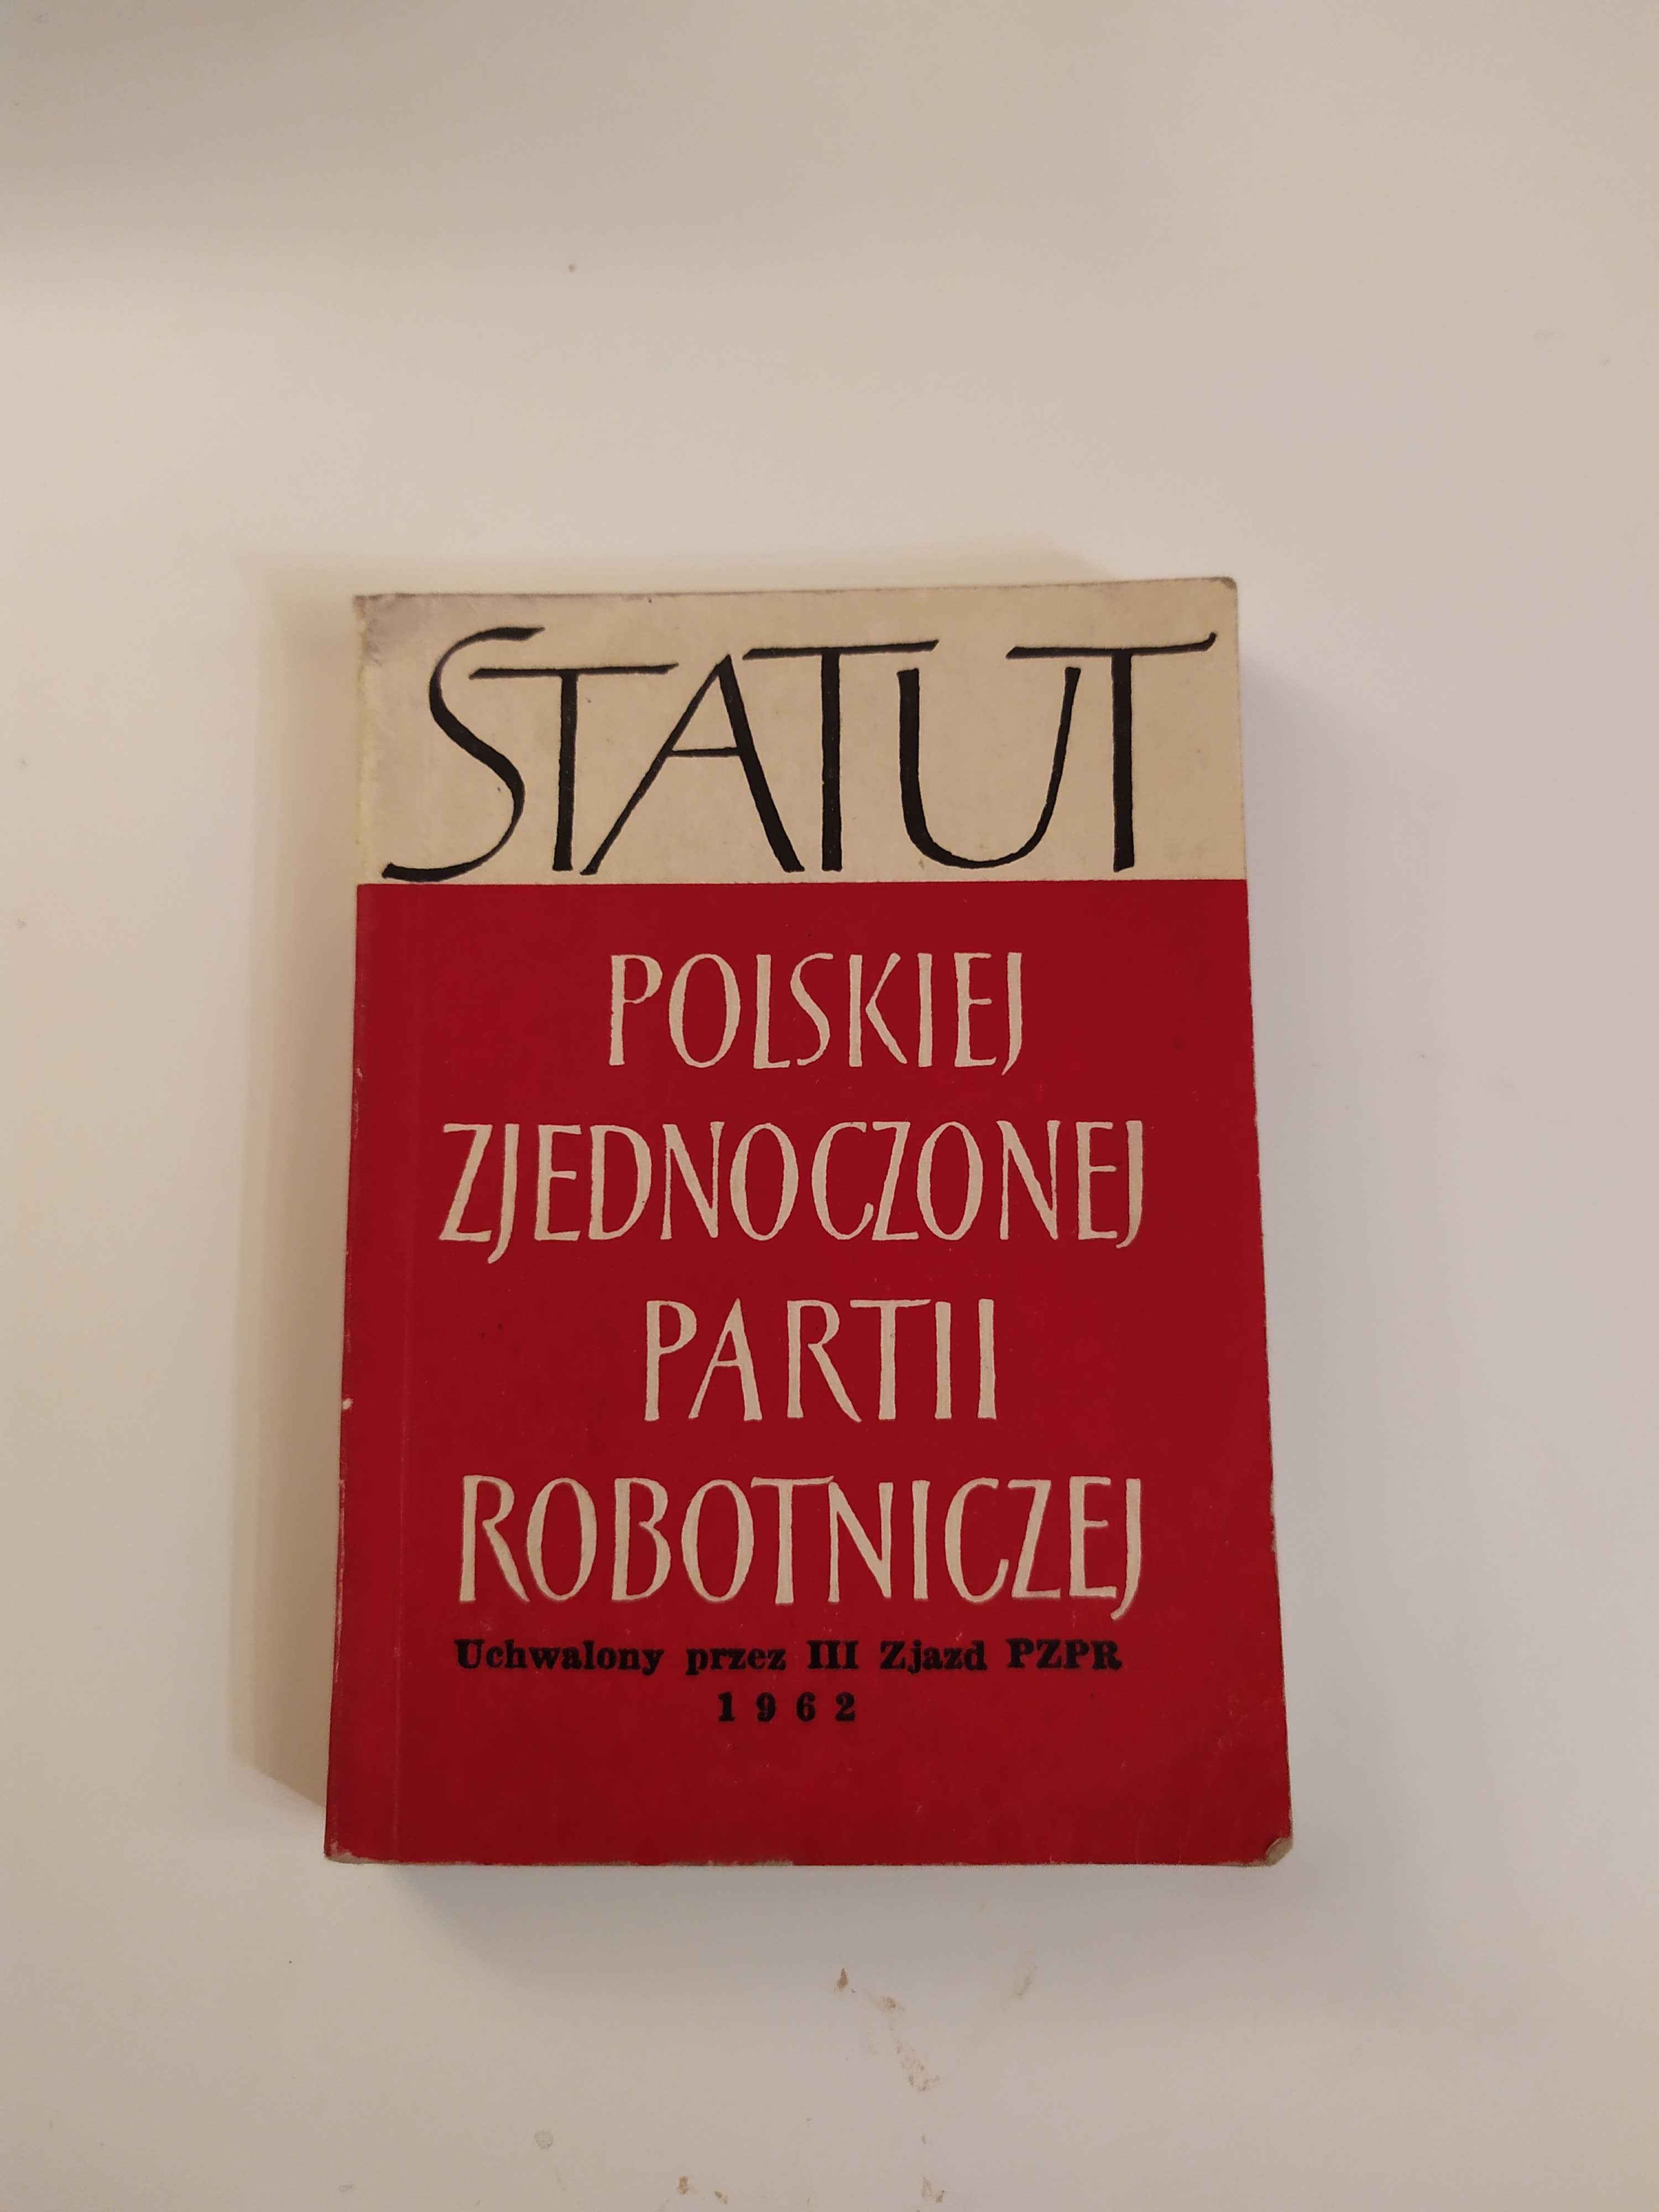 STATUT
POLSKIEJ
ZJEDNOCZONEJ
PARTII
ROBOTNICZEJ
Uchwalony przez III Zjazd PZPR
1962